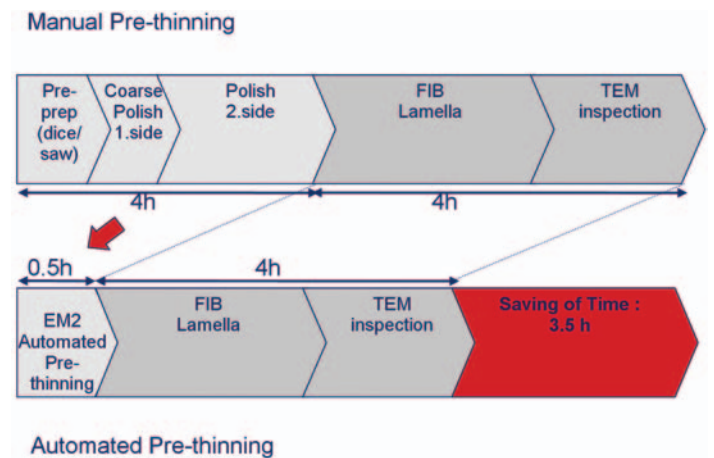 Manual Pre-thinning
Pre-
prep
(dice/
saw)
Coarse
Polish
1.side
Polish
2.side
FIB
Lamella
TEM
inspection
4h
4h
0.5h
4h
EM2
Automated
Pre-
thinning
FIB
Lamella
TEM
inspection
Saving of Time :
3.5 h
Automated Pre-thinning